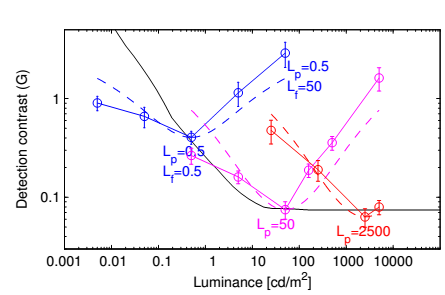 Detection contrast (G)
1
0.1
L_p=0.5
L_f=50
L_p=0.5
L_f=0.5
L_p=50
L_p=2500
0.001 0.01 0.1 1 10 100 1000 10000
Luminance [cd/m²]